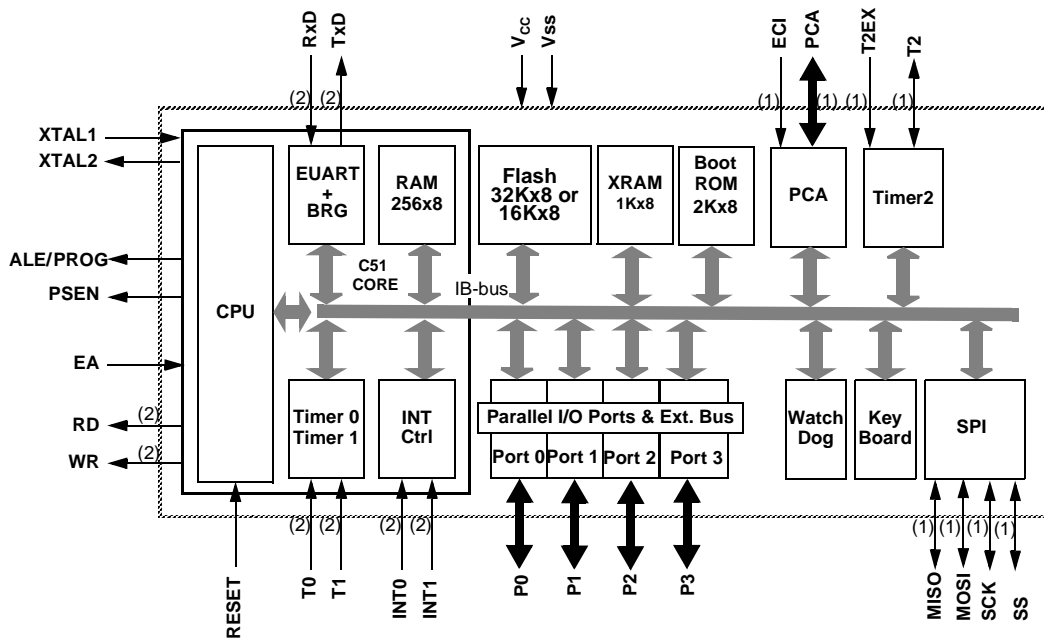 RxD
TxD
VCC
Vss
ECI
PCA
T2EX
T2
(2)
(2)
(1)
(1)
(1)
(1)
XTAL1
XTAL2
ALE/PROG
PSEN
EA
RD
(2)
WR
(2)
CPU
EUART
+
BRG
RAM
256x8
C51
CORE
IB-bus
Flash
32Kx8 or
16Kx8
XRAM
1Kx8
Boot
ROM
2Kx8
PCA
Timer2
Timer 0
Timer 1
INT
Ctrl
Parallel I/O Ports & Ext. Bus
Port 0
Port 1
Port 2
Port 3
Watch
Dog
Key
Board
SPI
(2)
(2)
(2)
(2)
(1)
(1)
(1)
(1)
RESET
T0
T1
INT0
INT1
P0
P1
P2
P3
MISO
MOSI
SCK
SS